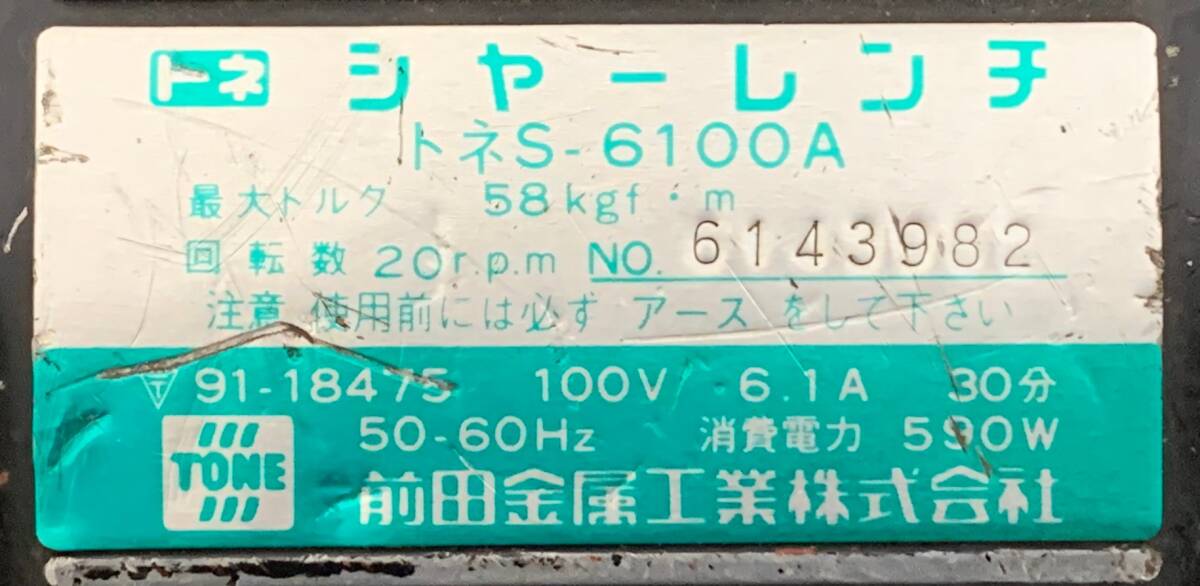 トネ シャーレンチ
トネS-6100A
最大トルク 58kgf・m
回転数 20r.p.m NO. 6143982
注意 使用前には必ず アースをして下さい
T 91-18475 100V 6.1A 30分
50-60Hz 消費電力 590W
TONE 前田金属工業株式会社